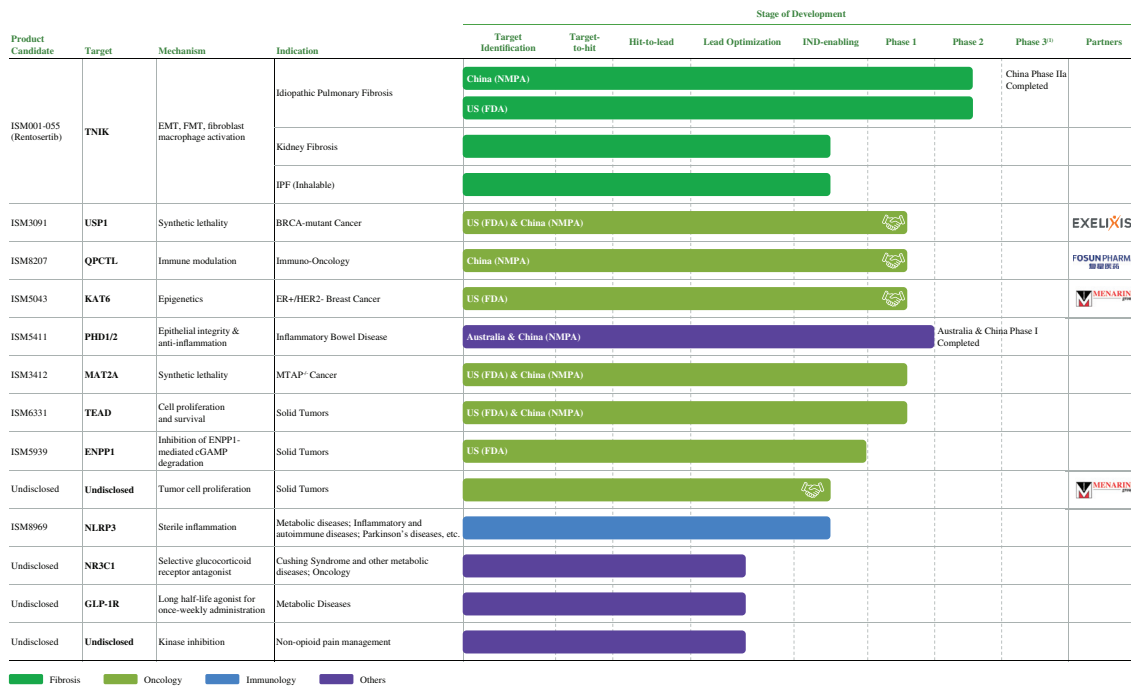 Stage of Development
Product
Candidate
Target
Mechanism
Indication
Target
Identification
Target-
to-hit
Hit-to-lead
Lead Optimization
IND-enabling
Phase 1
Phase 2
Phase 3(1)
Partners
ISM001-055
(Rentosertib)
TNIK
EMT, FMT, fibroblast
macrophage activation
Idiopathic Pulmonary Fibrosis
China (NMPA)
China Phase IIa
Completed
US (FDA)
Kidney Fibrosis
IPF (Inhalable)
ISM3091
USP1
Synthetic lethality
BRCA-mutant Cancer
US (FDA) & China (NMPA)
EXELIXIS
ISM8207
QPCTL
Immune modulation
Immuno-Oncology
China (NMPA)
FOSUN PHARMA
复星医药
ISM5043
KAT6
Epigenetics
ER+/HER2- Breast Cancer
US (FDA)
MENARIN
ISM5411
PHD1/2
Epithelial integrity &
anti-inflammation
Inflammatory Bowel Disease
Australia & China (NMPA)
Australia & China Phase I
Completed
ISM3412
MAT2A
Synthetic lethality
MTAP-/- Cancer
US (FDA) & China (NMPA)
ISM6331
TEAD
Cell proliferation
and survival
Solid Tumors
US (FDA) & China (NMPA)
ISM5939
ENPP1
Inhibition of ENPP1-
mediated cGAMP
degradation
Solid Tumors
US (FDA)
Undisclosed
Undisclosed
Tumor cell proliferation
Solid Tumors
MENARIN
ISM8969
NLRP3
Sterile inflammation
Metabolic diseases; Inflammatory and
autoimmune diseases; Parkinson's diseases, etc.
Undisclosed
NR3C1
Selective glucocorticoid
receptor antagonist
Cushing Syndrome and other metabolic
diseases; Oncology
Undisclosed
GLP-1R
Long half-life agonist for
once-weekly administration
Metabolic Diseases
Undisclosed
Undisclosed
Kinase inhibition
Non-opioid pain management
Fibrosis
Oncology
Immunology
Others